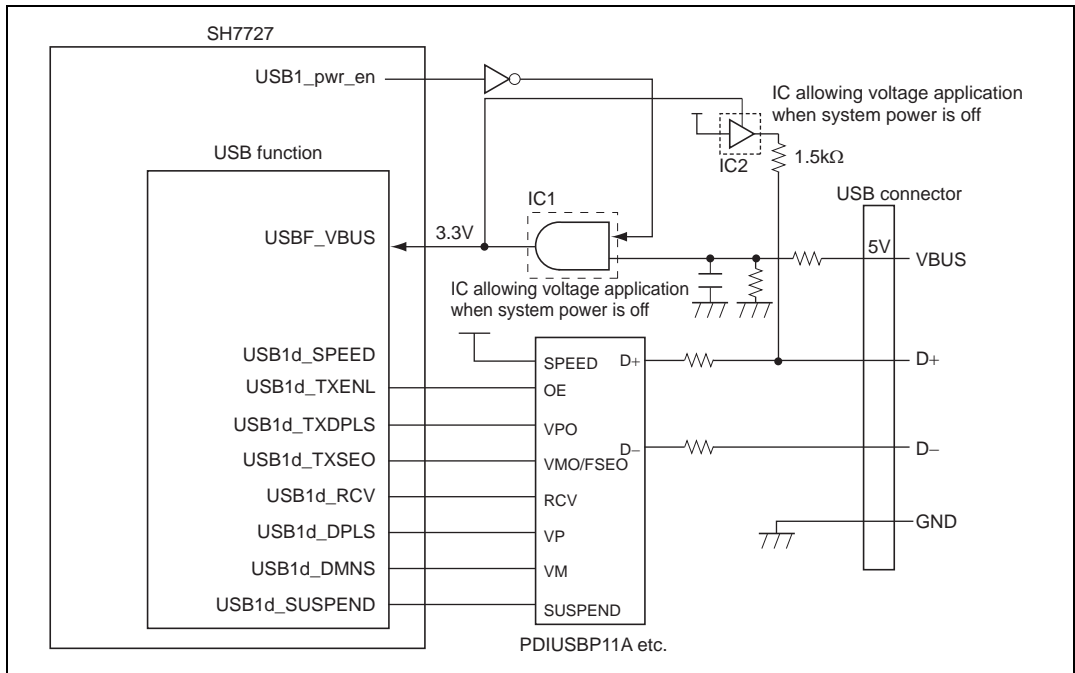 SH7727
USB1_pwr_en
IC allowing voltage application
when system power is off
IC2
1.5kΩ
USB function
USB connector
IC1
USBF_VBUS
3.3V
5V
VBUS
IC allowing voltage application
when system power is off
USB1d_SPEED
SPEED
D+
D+
USB1d_TXENL
OE
USB1d_TXDPLS
VPO
D−
D−
USB1d_TXSEO
VMO/FSEO
USB1d_RCV
RCV
USB1d_DPLS
VP
GND
USB1d_DMNS
VM
USB1d_SUSPEND
SUSPEND
PDIUSBP11A etc.